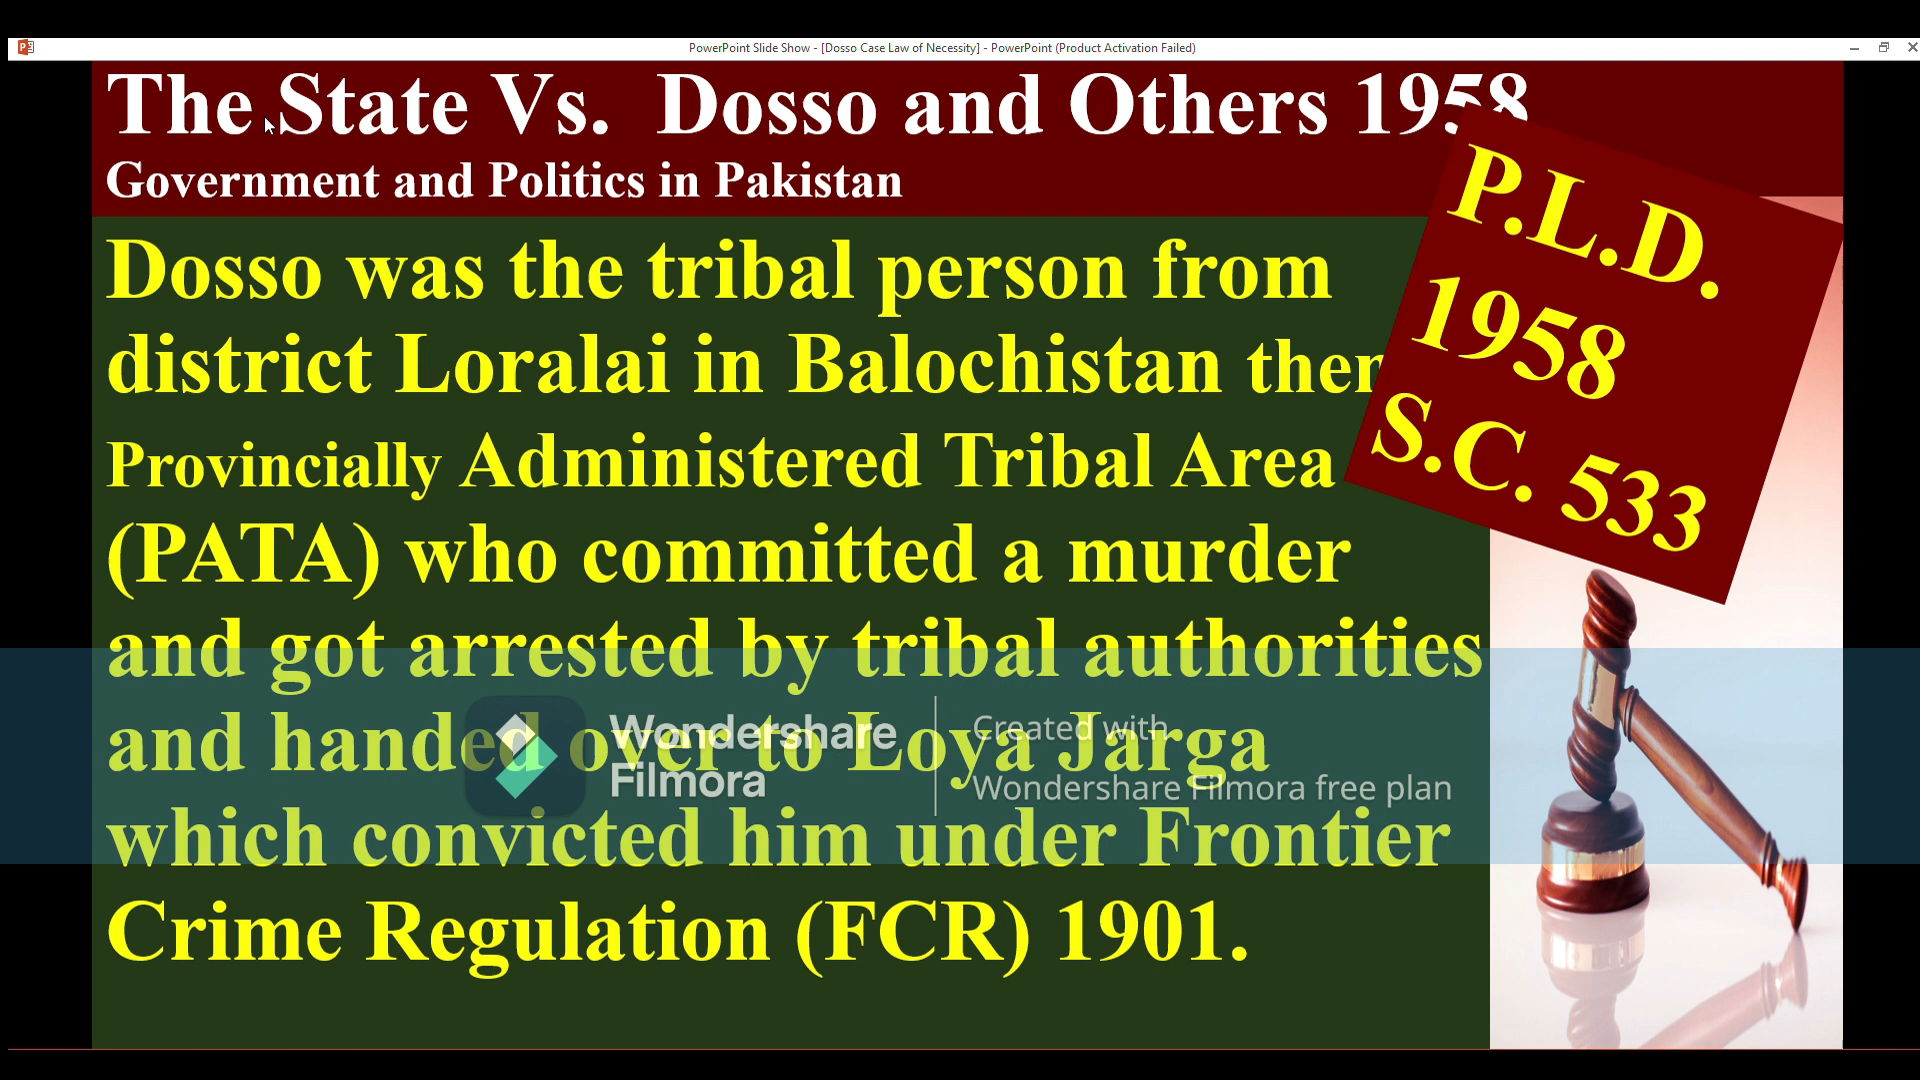 PowerPoint Slide Show - [Dosso Case Law of Necessity] - PowerPoint (Product Activation Failed)
The State Vs. Dosso and Others 1958
Government and Politics in Pakistan
P.L.D.
1958
S.C. 533
Dosso was the tribal person from
district Loralai in Balochistan then
Provincially Administered Tribal Area
(PATA) who committed a murder
and got arrested by tribal authorities
and handed over to Loya Jarga
which convicted him under Frontier
Crime Regulation (FCR) 1901.
Wondershare
Filmora
Created with
Wondershare Filmora free plan